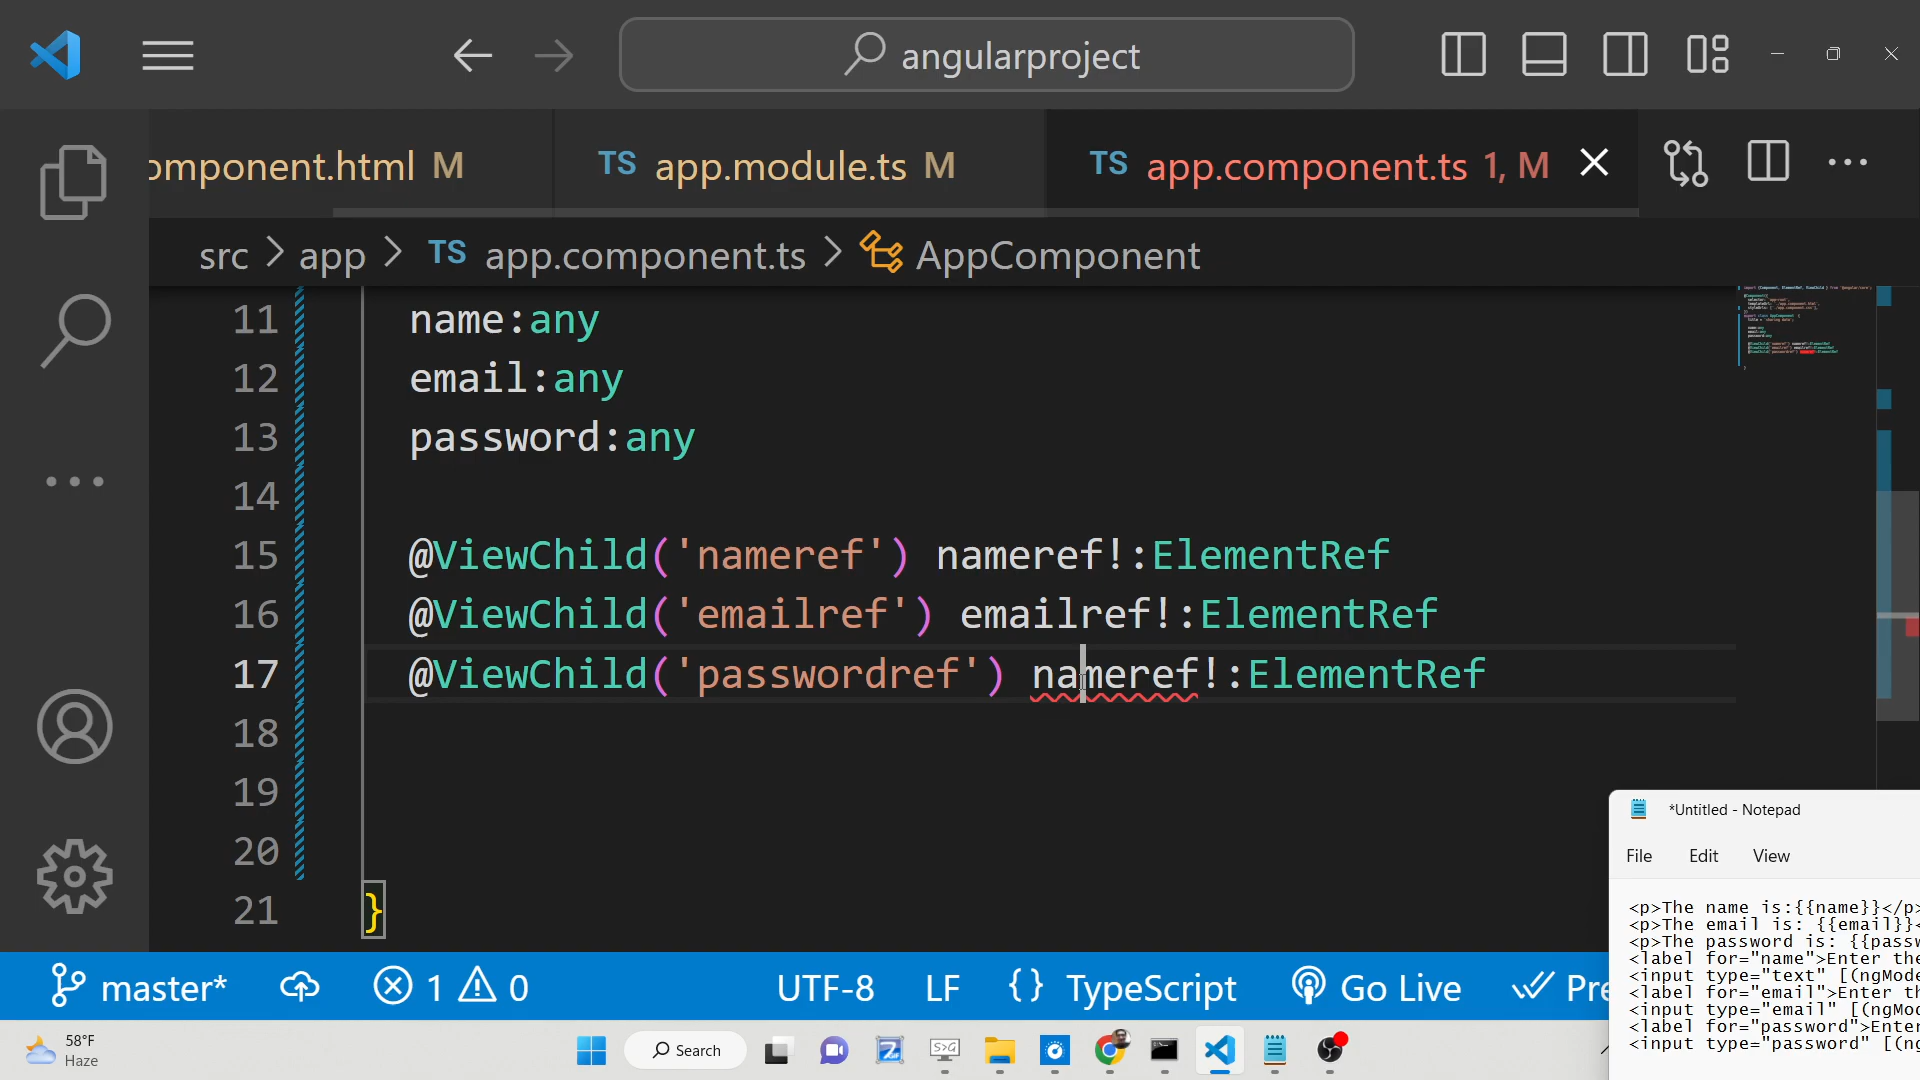 angularproject
omponent.html M
TS app.module.ts M
TS app.component.ts 1, M
src > app > TS app.component.ts > AppComponent
11 name:any
12 email:any
13 password:any
14
15 @ViewChild('nameref') nameref!:ElementRef
16 @ViewChild('emailref') emailref!:ElementRef
17 @ViewChild('passwordref') nameref!:ElementRef
18
19
20
21 }
*Untitled - Notepad
File Edit View
<p>The name is:{{name}}</p>
<p>The email is: {{email}}<
<p>The password is: {{passw
<label for="name">Enter the
<input type="text" [(ngMode
<label for="email">Enter th
<input type="email" [(ngMod
<label for="password">Enter
<input type="password" [(ng
master* 1 0 UTF-8 LF {} TypeScript Go Live Pre
58°F
Haze
Search